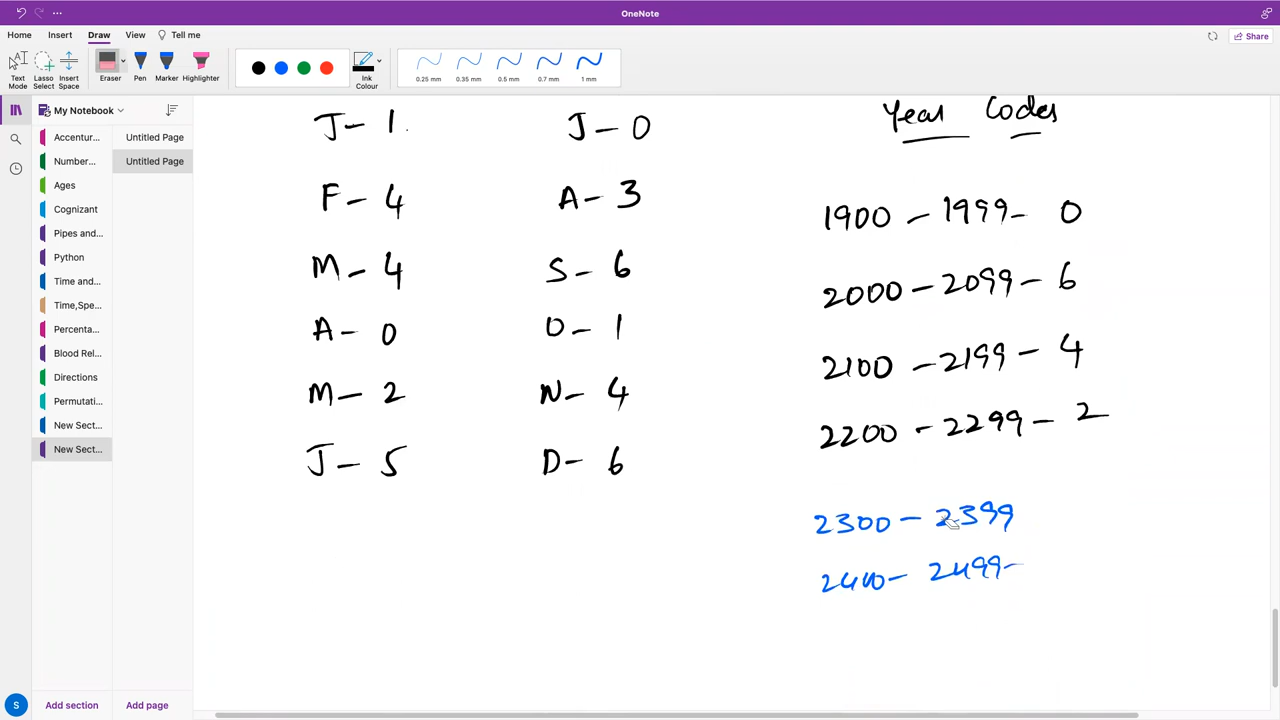 OneNote
Home Insert Draw View Tell me
Share
Text Mode
Lasso Select
Insert Space
Eraser
Pen
Marker
Highlighter
Ink Colour
0.25 mm 0.35 mm 0.5 mm 0.7 mm 1 mm
My Notebook
Accentur...
Number...
Ages
Cognizant
Pipes and...
Python
Time and...
Time,Spe...
Percenta...
Blood Rel...
Directions
Permutati...
New Sect...
New Sect...
Untitled Page
Untitled Page
Add section
Add page
S
Year Codes
J - 1 J - 0
F - 4 A - 3
M - 4 S - 6
A - 0 O - 1
M - 2 N - 4
J - 5 D - 6
1900 - 1999 - 0
2000 - 2099 - 6
2100 - 2199 - 4
2200 - 2299 - 2
2300 - 2399
2400 - 2499 -